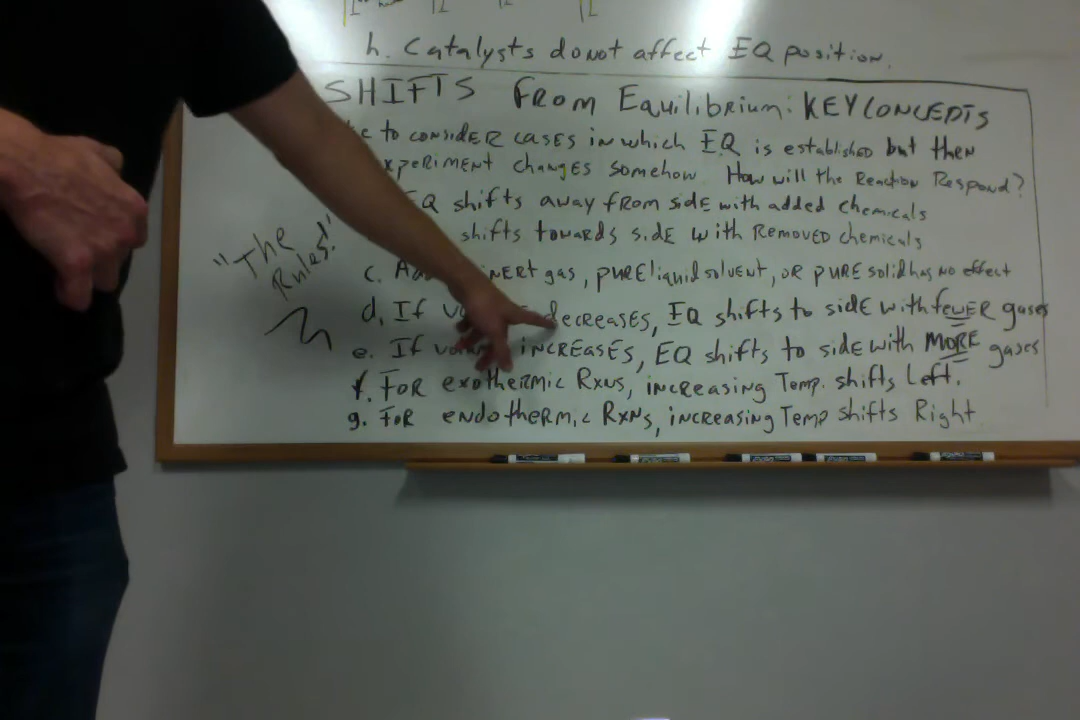 h. Catalysts do not affect EQ position.
SHIFTS From Equilibrium: KEY CONCEPTS
to CONSIDER CASES in which EQ is established but then
EXPERIMENT changes somehow How will the Reaction Respond?
EQ shifts away from side with added chemicals
shifts towards side with Removed chemicals
c. INERT gas, pure liquid solvent, or pure solid has no effect
d. If decreases, EQ shifts to side with fewer gases
e. If INCREASES, EQ shifts to side with MORE gases
f. For exothermic Rxns, increasing Temp. shifts Left.
g. For endothermic RxNs, increasing Temp shifts Right
"The Rules!"